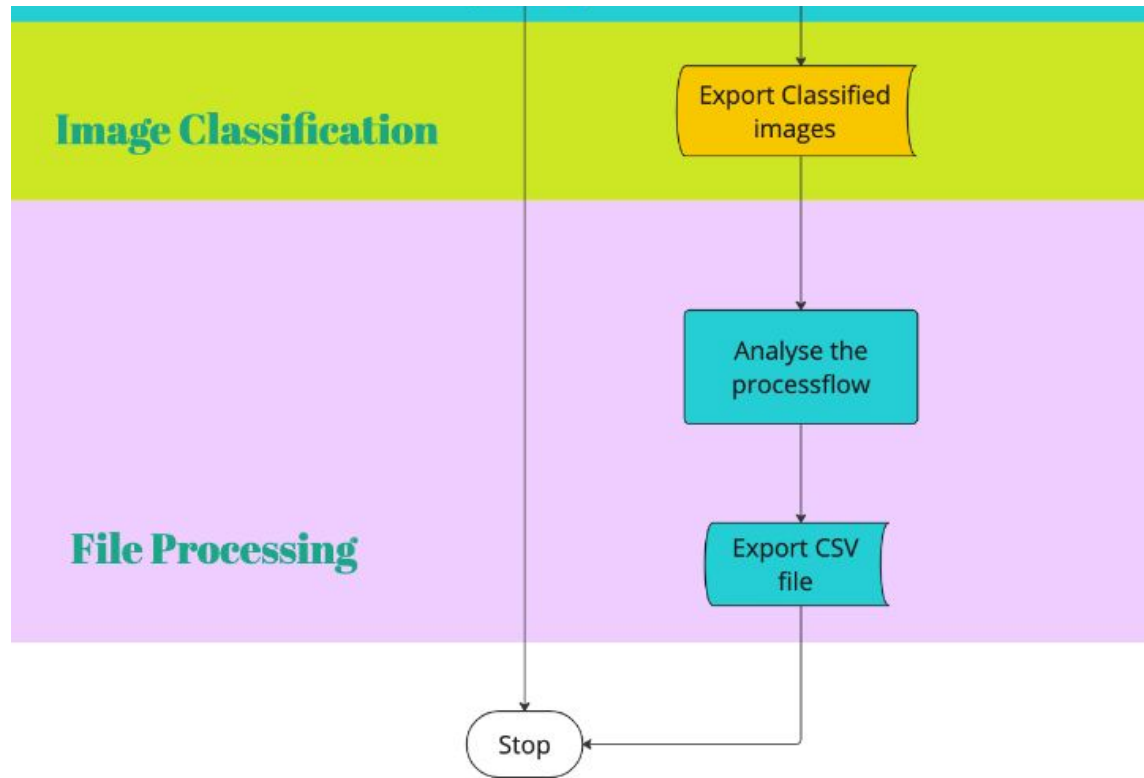 Export Classified
images
Image Classification
Analyse the
processflow
File Processing
Export CSV
file
Stop